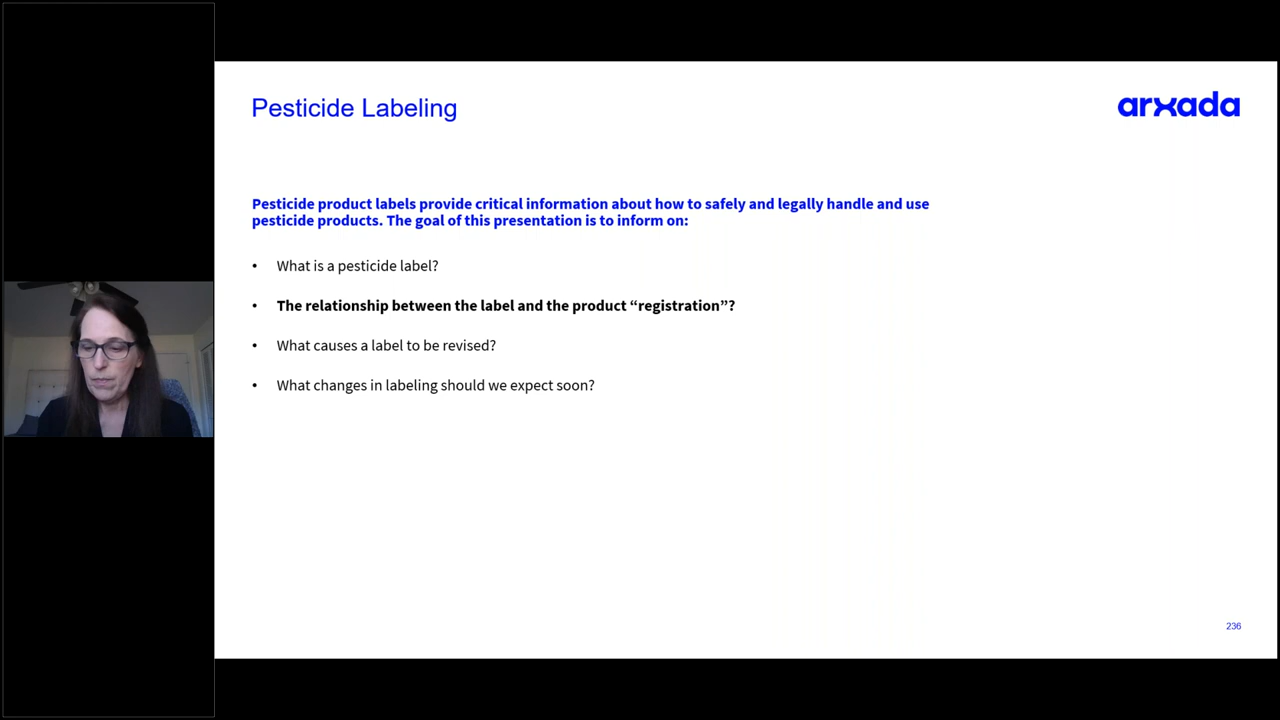 Pesticide Labeling
arxada
Pesticide product labels provide critical information about how to safely and legally handle and use
pesticide products. The goal of this presentation is to inform on:
• What is a pesticide label?
• The relationship between the label and the product “registration”?
• What causes a label to be revised?
• What changes in labeling should we expect soon?
236